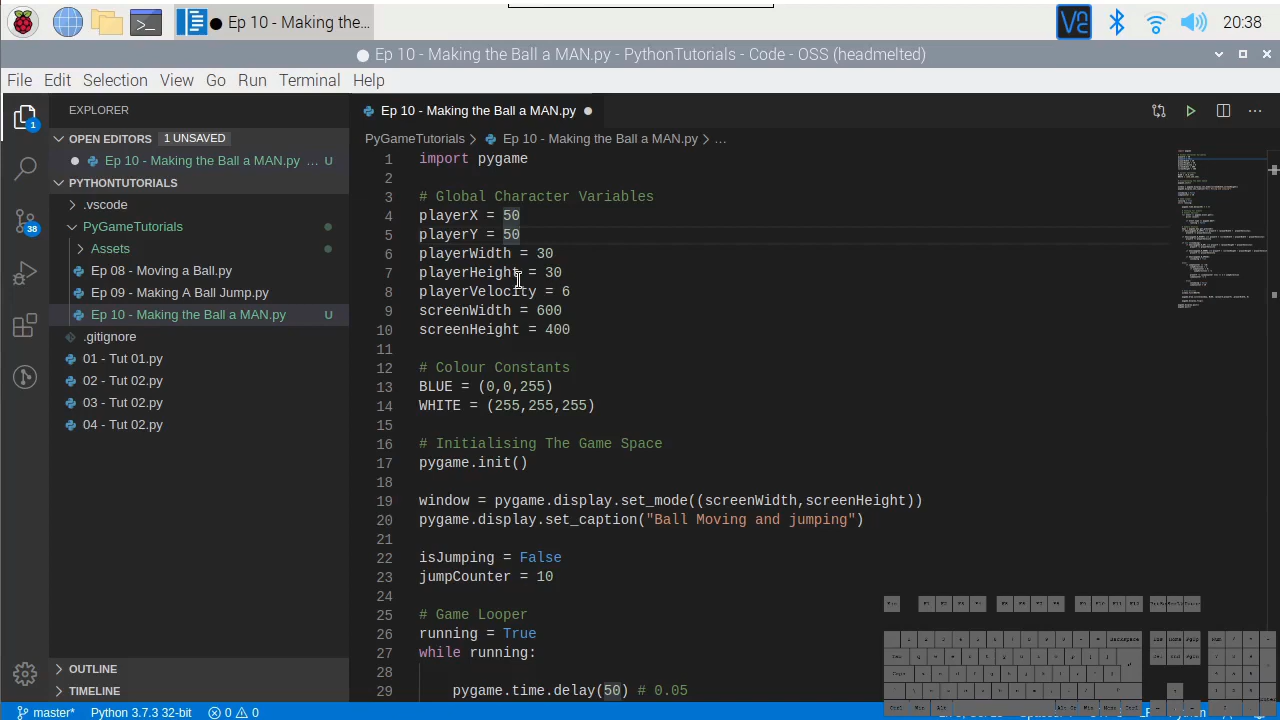 Ep 10 - Making the...
20:38
Ep 10 - Making the Ball a MAN.py - PythonTutorials - Code - OSS (headmelted)
File Edit Selection View Go Run Terminal Help
EXPLORER
Ep 10 - Making the Ball a MAN.py
OPEN EDITORS 1 UNSAVED
PyGameTutorials > Ep 10 - Making the Ball a MAN.py > ...
Ep 10 - Making the Ball a MAN.py ... U
PYTHONTUTORIALS
.vscode
PyGameTutorials
Assets
Ep 08 - Moving a Ball.py
Ep 09 - Making A Ball Jump.py
Ep 10 - Making the Ball a MAN.py U
.gitignore
01 - Tut 01.py
02 - Tut 02.py
03 - Tut 02.py
04 - Tut 02.py
OUTLINE
TIMELINE
1
38
1 import pygame
2
3 # Global Character Variables
4 playerX = 50
5 playerY = 50
6 playerWidth = 30
7 playerHeight = 30
8 playerVelocity = 6
9 screenWidth = 600
10 screenHeight = 400
11
12 # Colour Constants
13 BLUE = (0,0,255)
14 WHITE = (255,255,255)
15
16 # Initialising The Game Space
17 pygame.init()
18
19 window = pygame.display.set_mode((screenWidth,screenHeight))
20 pygame.display.set_caption("Ball Moving and jumping")
21
22 isJumping = False
23 jumpCounter = 10
24
25 # Game Looper
26 running = True
27 while running:
28
29 pygame.time.delay(50) # 0.05
master* Python 3.7.3 32-bit 0 0